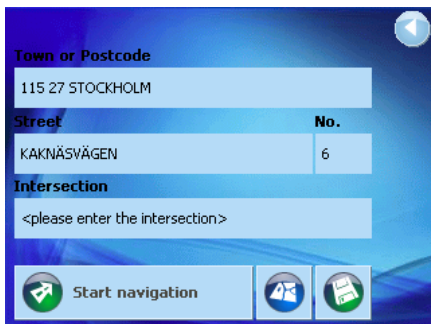 Town or Postcode
115 27 STOCKHOLM
Street No.
KAKNÄSVÄGEN 6
Intersection
<please enter the intersection>
Start navigation